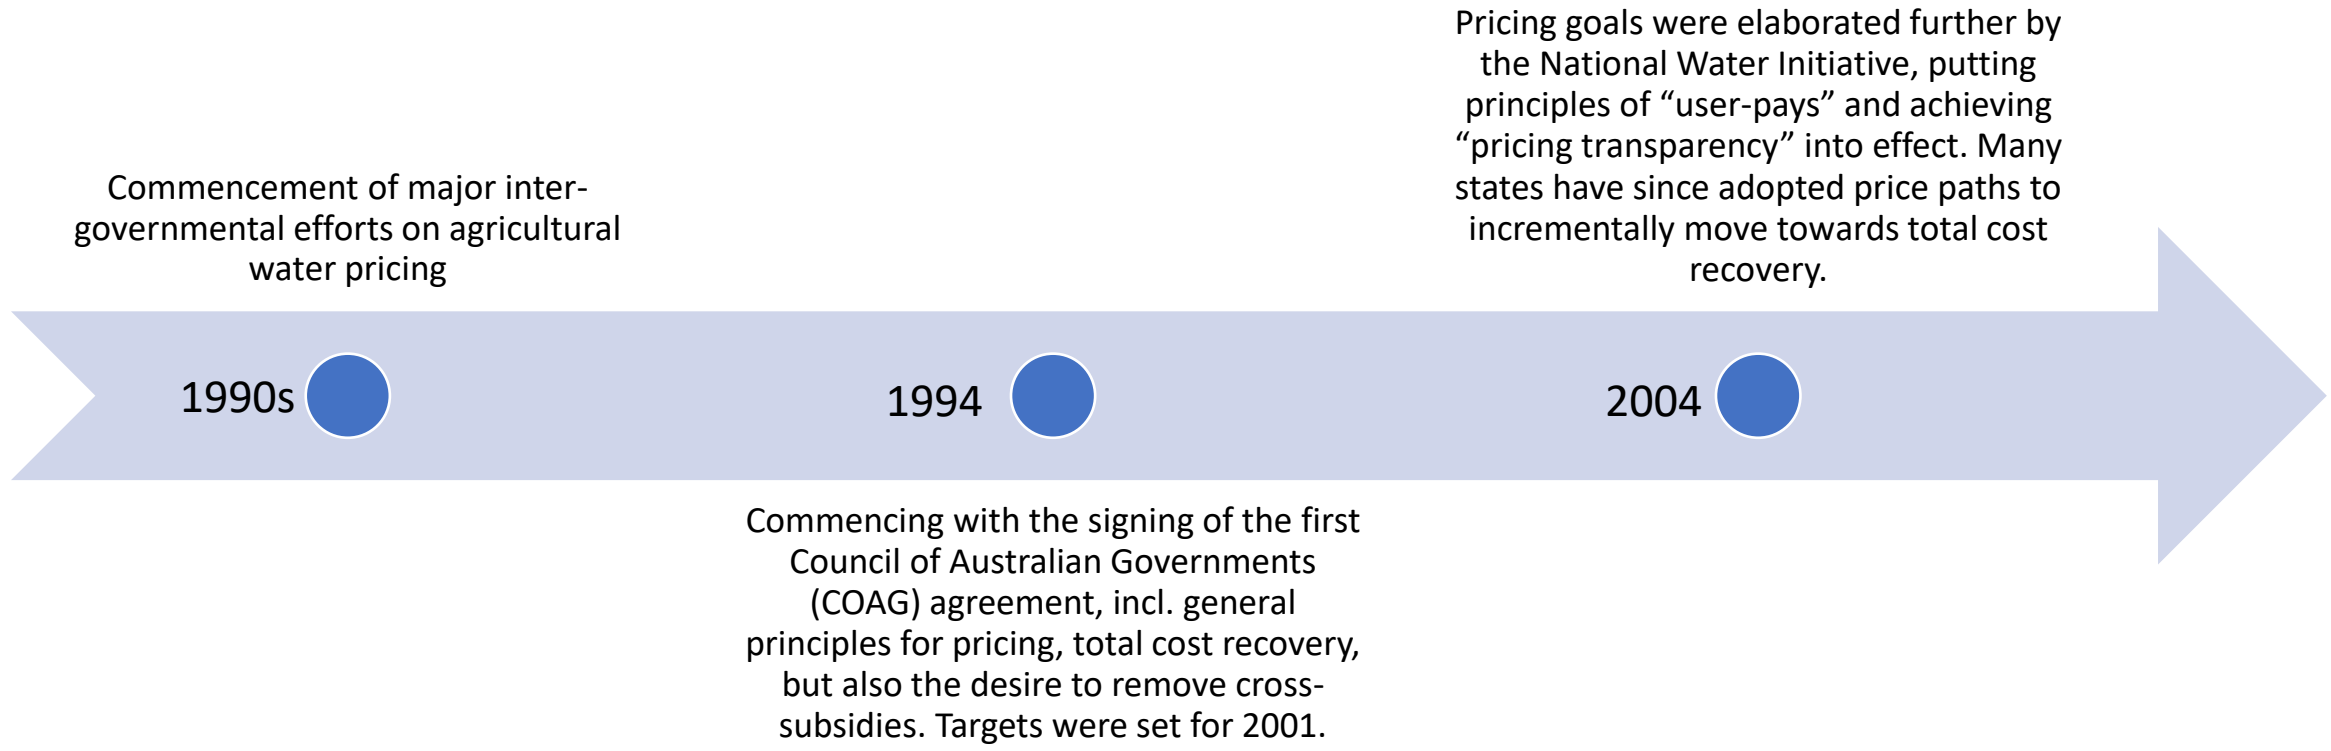 Commencement of major inter-
governmental efforts on agricultural
water pricing
1990s
1994
Commencing with the signing of the first
Council of Australian Governments
(COAG) agreement, incl. general
principles for pricing, total cost recovery,
but also the desire to remove cross-
subsidies. Targets were set for 2001.
Pricing goals were elaborated further by
the National Water Initiative, putting
principles of “user-pays” and achieving
“pricing transparency” into effect. Many
states have since adopted price paths to
incrementally move towards total cost
recovery.
2004